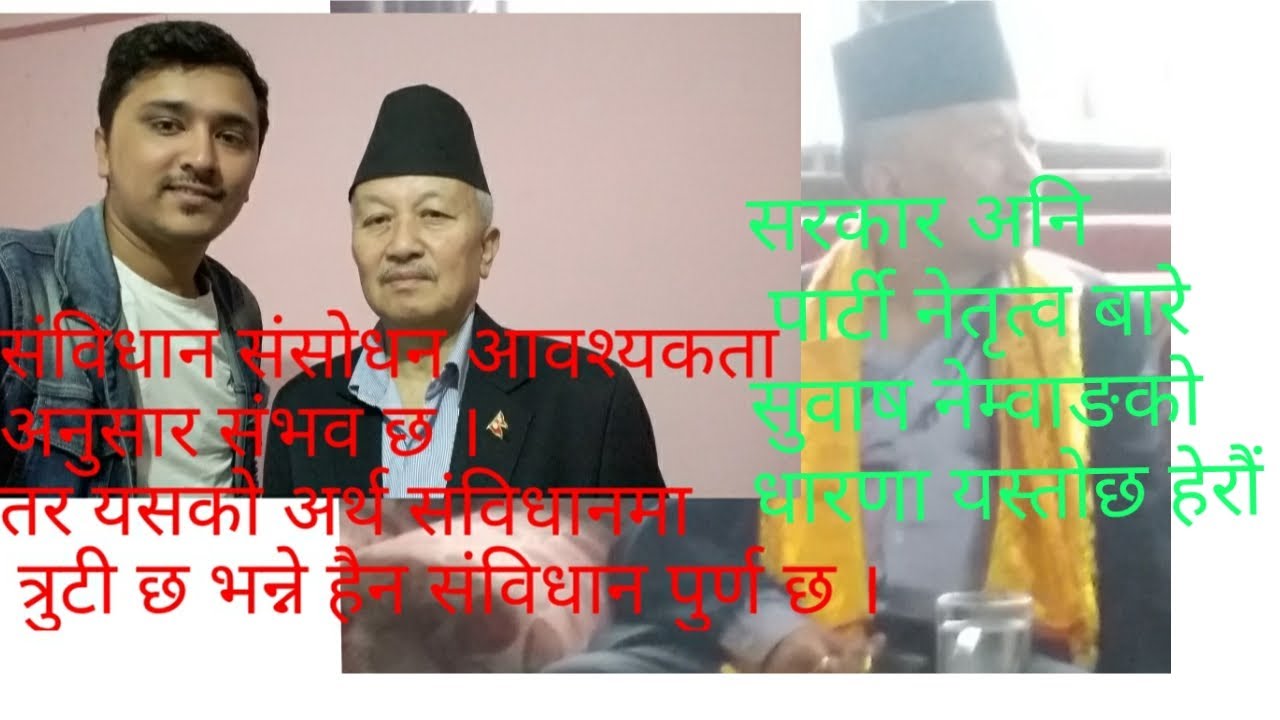 संविधान संसोधन आवश्यकता
अनुसार संभव छ ।
तर यसको अर्थ संविधानमा
त्रुटी छ भन्ने हैन संविधान पुर्ण छ ।
सरकार अनि
पार्टी नेतृत्व बारे
सुवाष नेम्वाङको
धारणा यस्तोछ हेरौं